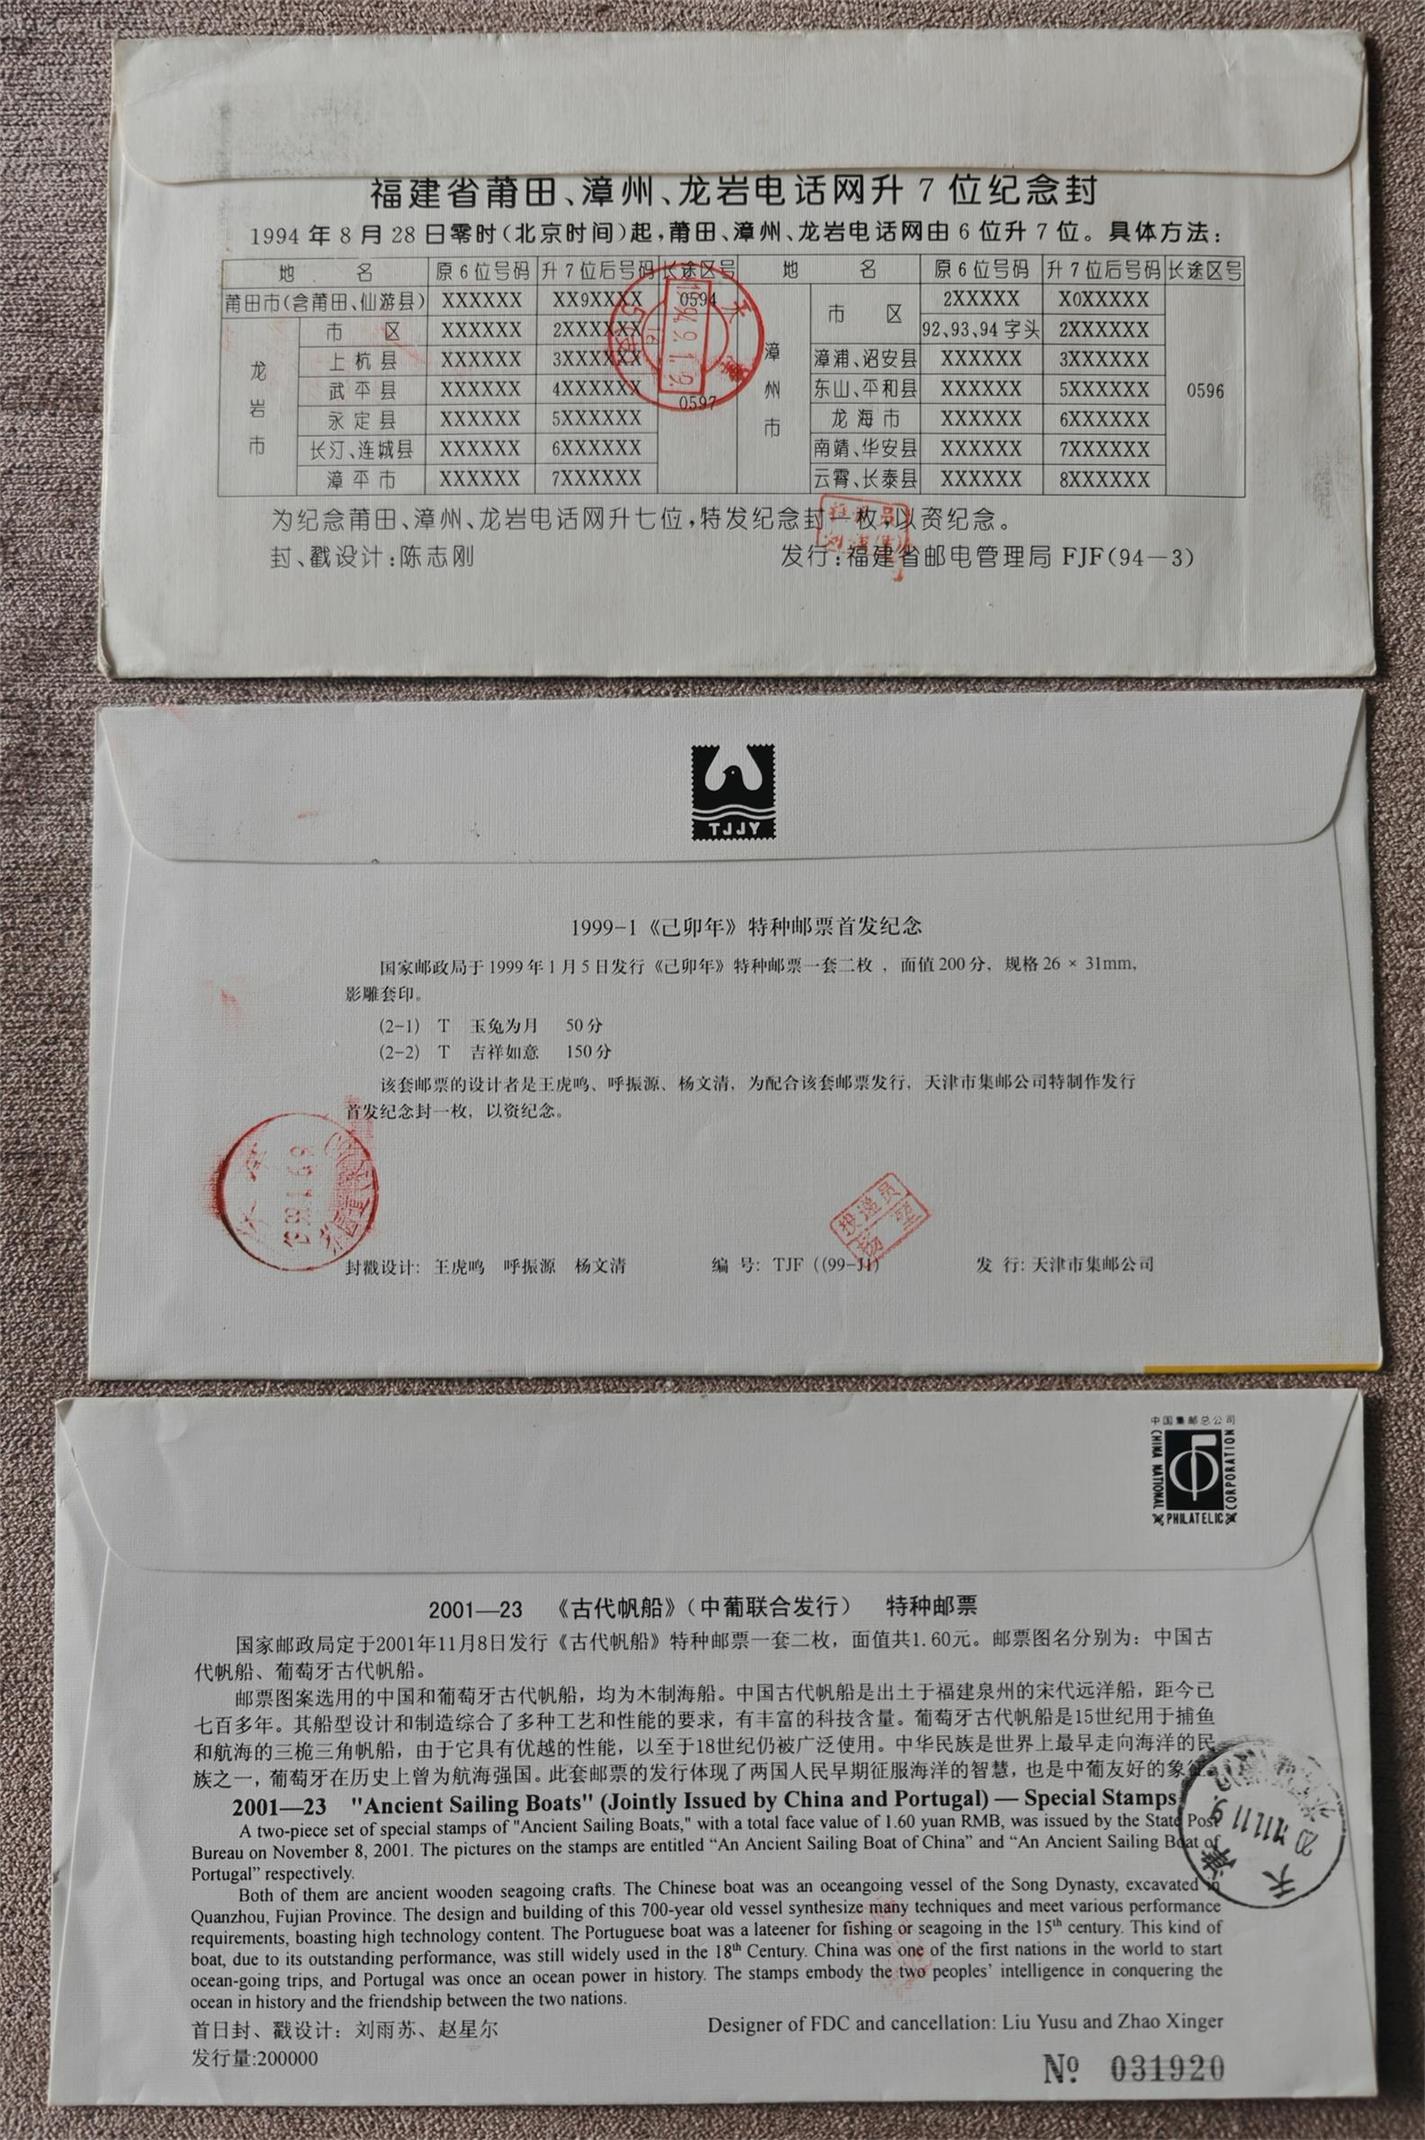 福建省莆田、漳州、龙岩电话网升7位纪念封
1994年8月28日零时(北京时间)起,莆田、漳州、龙岩电话网由6位升7位。具体方法:
地 名 原6位号码 升7位后号码 长途区号 地 名 原6位号码 升7位后号码 长途区号
莆田市(含莆田、仙游县) XXXXXX XX9XXXX 0594
龙岩市 0597
市 区 XXXXXX 2XXXXXX
上杭县 XXXXXX 3XXXXXX
武平县 XXXXXX 4XXXXXX
永定县 XXXXXX 5XXXXXX
长汀、连城县 XXXXXX 6XXXXXX
漳平市 XXXXXX 7XXXXXX
漳州市 0596
市 区 2XXXXX X0XXXXX
92、93、94字头 2XXXXXX
漳浦、诏安县 XXXXXX 3XXXXXX
东山、平和县 XXXXXX 5XXXXXX
龙海市 XXXXXX 6XXXXXX
南靖、华安县 XXXXXX 7XXXXXX
云霄、长泰县 XXXXXX 8XXXXXX
为纪念莆田、漳州、龙岩电话网升七位,特发纪念封一枚,以资纪念。
封、戳设计:陈志刚 发行:福建省邮电管理局 FJF(94—3)
TJJY
1999-1《己卯年》特种邮票首发纪念
国家邮政局于1999年1月5日发行《己卯年》特种邮票一套二枚，面值200分，规格26×31mm，
影雕套印。
(2-1) T 玉兔为月 50分
(2-2) T 吉祥如意 150分
该套邮票的设计者是王虎鸣、呼振源、杨文清，为配合该套邮票发行，天津市集邮公司特制作发行
首发纪念封一枚，以资纪念。
投递员
封戳设计: 王虎鸣 呼振源 杨文清 编 号: TJF ((99-J1) 发 行: 天津市集邮公司
中国集邮总公司
CHINA NATIONAL PHILATELIC CORPORATION
2001—23 《古代帆船》（中葡联合发行） 特种邮票
国家邮政局定于2001年11月8日发行《古代帆船》特种邮票一套二枚，面值共1.60元。邮票图名分别为：中国古
代帆船、葡萄牙古代帆船。
邮票图案选用的中国和葡萄牙古代帆船，均为木制海船。中国古代帆船是出土于福建泉州的宋代远洋船，距今已
七百多年。其船型设计和制造综合了多种工艺和性能的要求，有丰富的科技含量。葡萄牙古代帆船是15世纪用于捕鱼
和航海的三桅三角帆船，由于它具有优越的性能，以至于18世纪仍被广泛使用。中华民族是世界上最早走向海洋的民
族之一，葡萄牙在历史上曾为航海强国。此套邮票的发行体现了两国人民早期征服海洋的智慧，也是中葡友好的象征。
2001—23 "Ancient Sailing Boats" (Jointly Issued by China and Portugal) — Special Stamps
A two-piece set of special stamps of "Ancient Sailing Boats," with a total face value of 1.60 yuan RMB, was issued by the State Post
Bureau on November 8, 2001. The pictures on the stamps are entitled “An Ancient Sailing Boat of China” and “An Ancient Sailing Boat of
Portugal” respectively.
Both of them are ancient wooden seagoing crafts. The Chinese boat was an oceangoing vessel of the Song Dynasty, excavated in
Quanzhou, Fujian Province. The design and building of this 700-year old vessel synthesize many techniques and meet various performance
requirements, boasting high technology content. The Portuguese boat was a lateener for fishing or seagoing in the 15th century. This kind of
boat, due to its outstanding performance, was still widely used in the 18th Century. China was one of the first nations in the world to start
ocean-going trips, and Portugal was once an ocean power in history. The stamps embody the two peoples’ intelligence in conquering the
ocean in history and the friendship between the two nations.
天津
首日封、戳设计：刘雨苏、赵星尔 Designer of FDC and cancellation: Liu Yusu and Zhao Xinger
发行量:200000
№ 031920